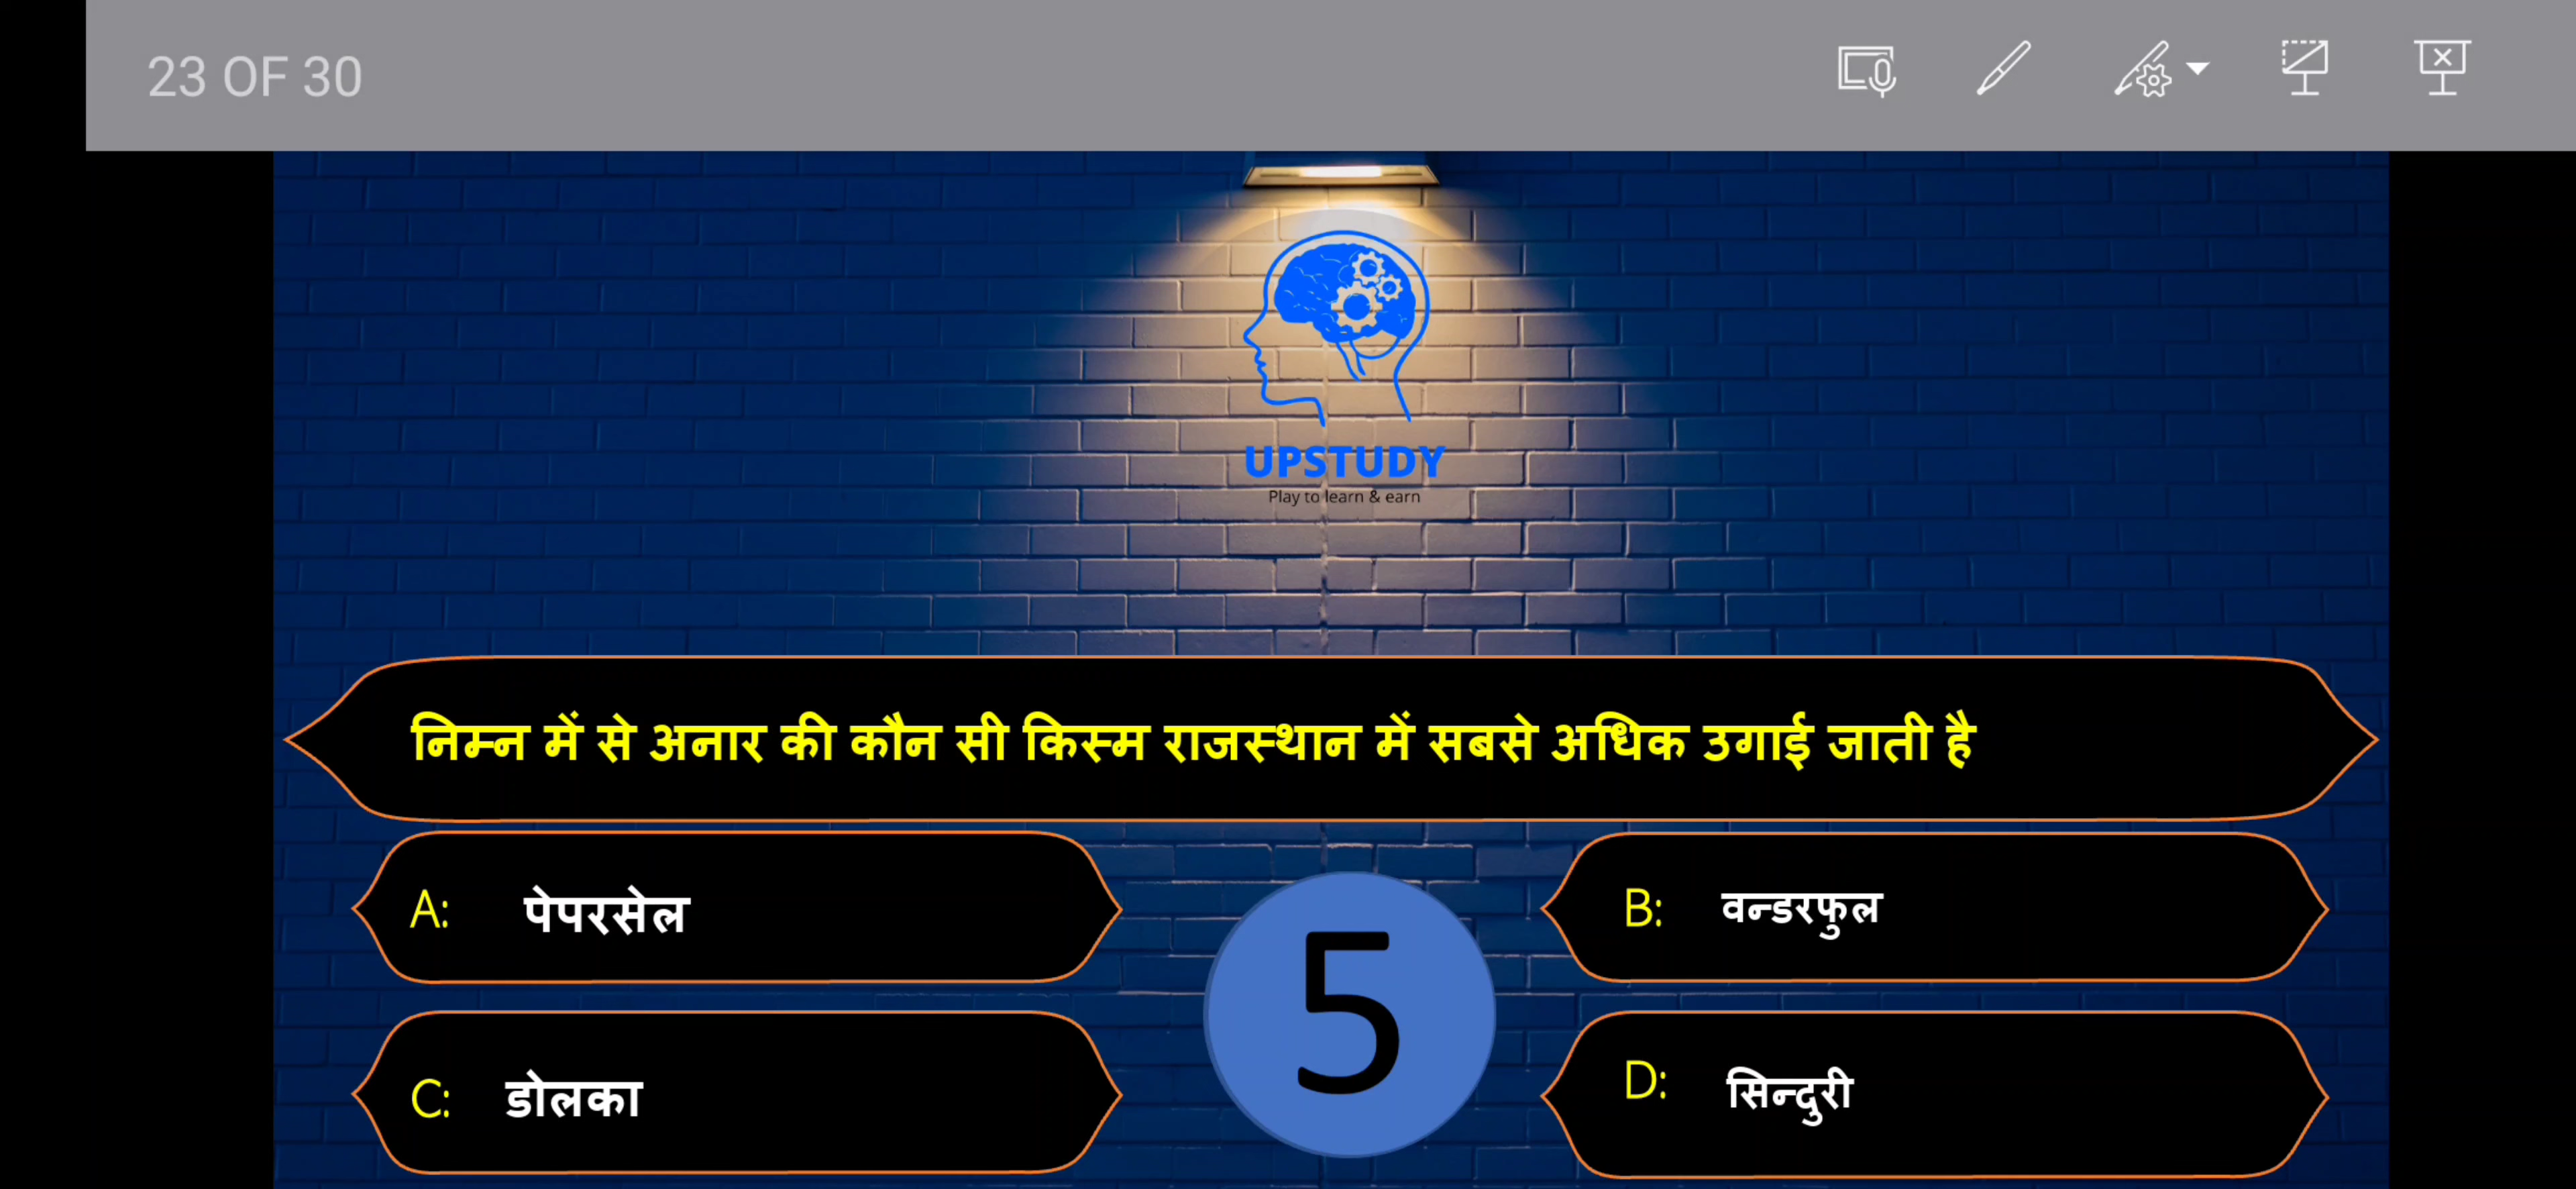 23 OF 30
UPSTUDY
Play to learn & earn
निम्न में से अनार की कौन सी किस्म राजस्थान में सबसे अधिक उगाई जाती है
A: पेपरसेल
B: वन्डरफुल
5
C: डोलका
D: सिन्दुरी